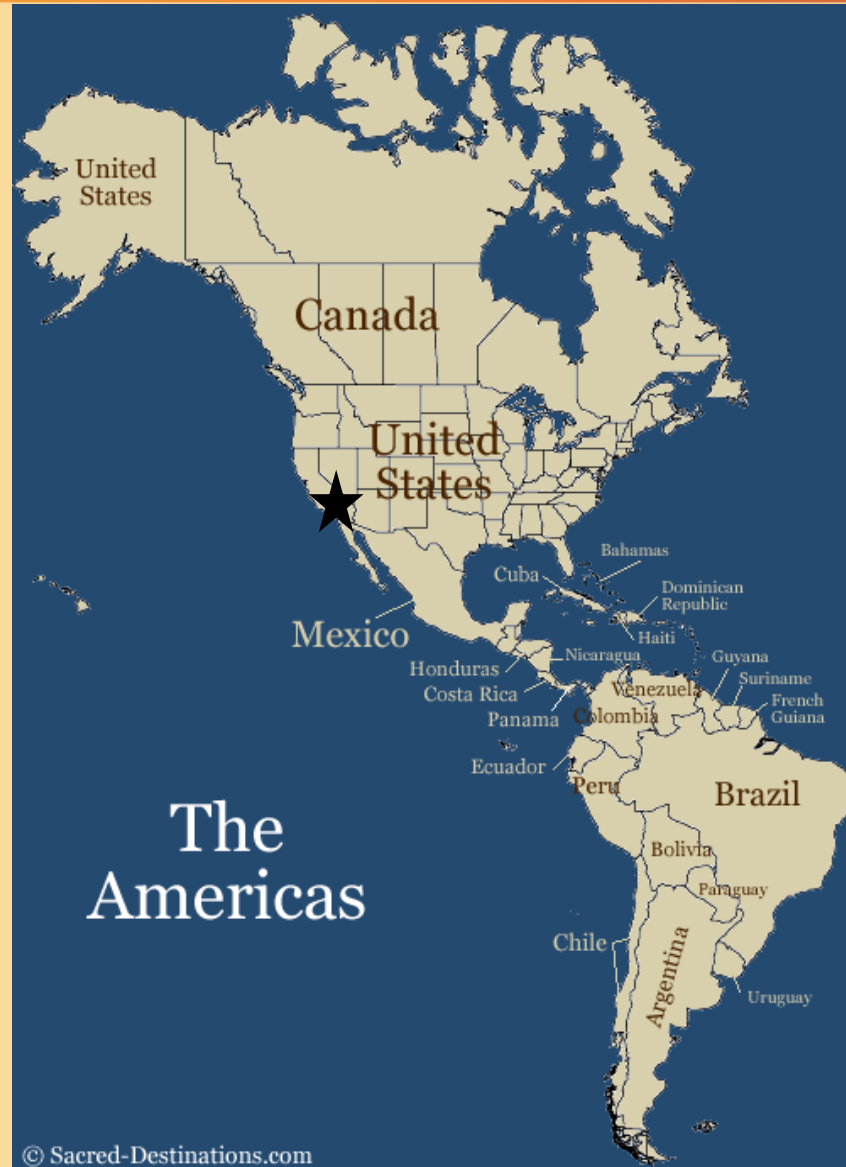 United
States
Canada
United
States
Bahamas
Cuba
Dominican
Republic
Haiti
Mexico
Nicaragua
Guyana
Honduras
Suriname
Venezuela
Costa Rica
French
Guiana
Panama
Colombia
Ecuador
Peru
Brazil
The
Americas
Bolivia
Paraguay
Chile
Argentina
Uruguay
© Sacred-Destinations.com